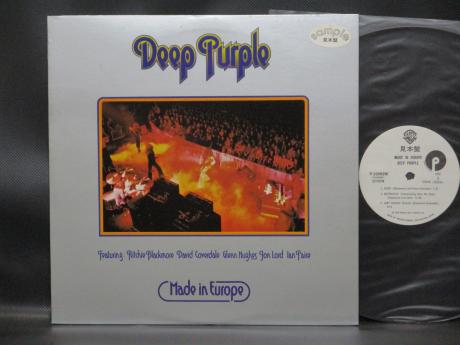 Deep Purple
sample
見本盤
Featuring Ritchie Blackmore David Coverdale Glenn Hughes Jon Lord Ian Paice
Made in Europe
見本盤
MADE IN EUROPE
DEEP PURPLE